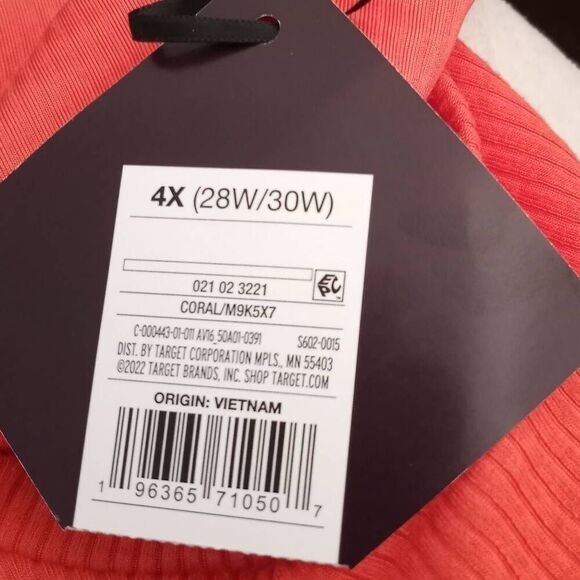 4X (28W/30W)
021 02 3221
CORAL/M9K5X7
C-000443-01-011 AV16_50A01-0391 S602-0015
DIST. BY TARGET CORPORATION MPLS., MN 55403
©2022 TARGET BRANDS, INC. SHOP TARGET.COM
ORIGIN: VIETNAM
1 96365 71050 7